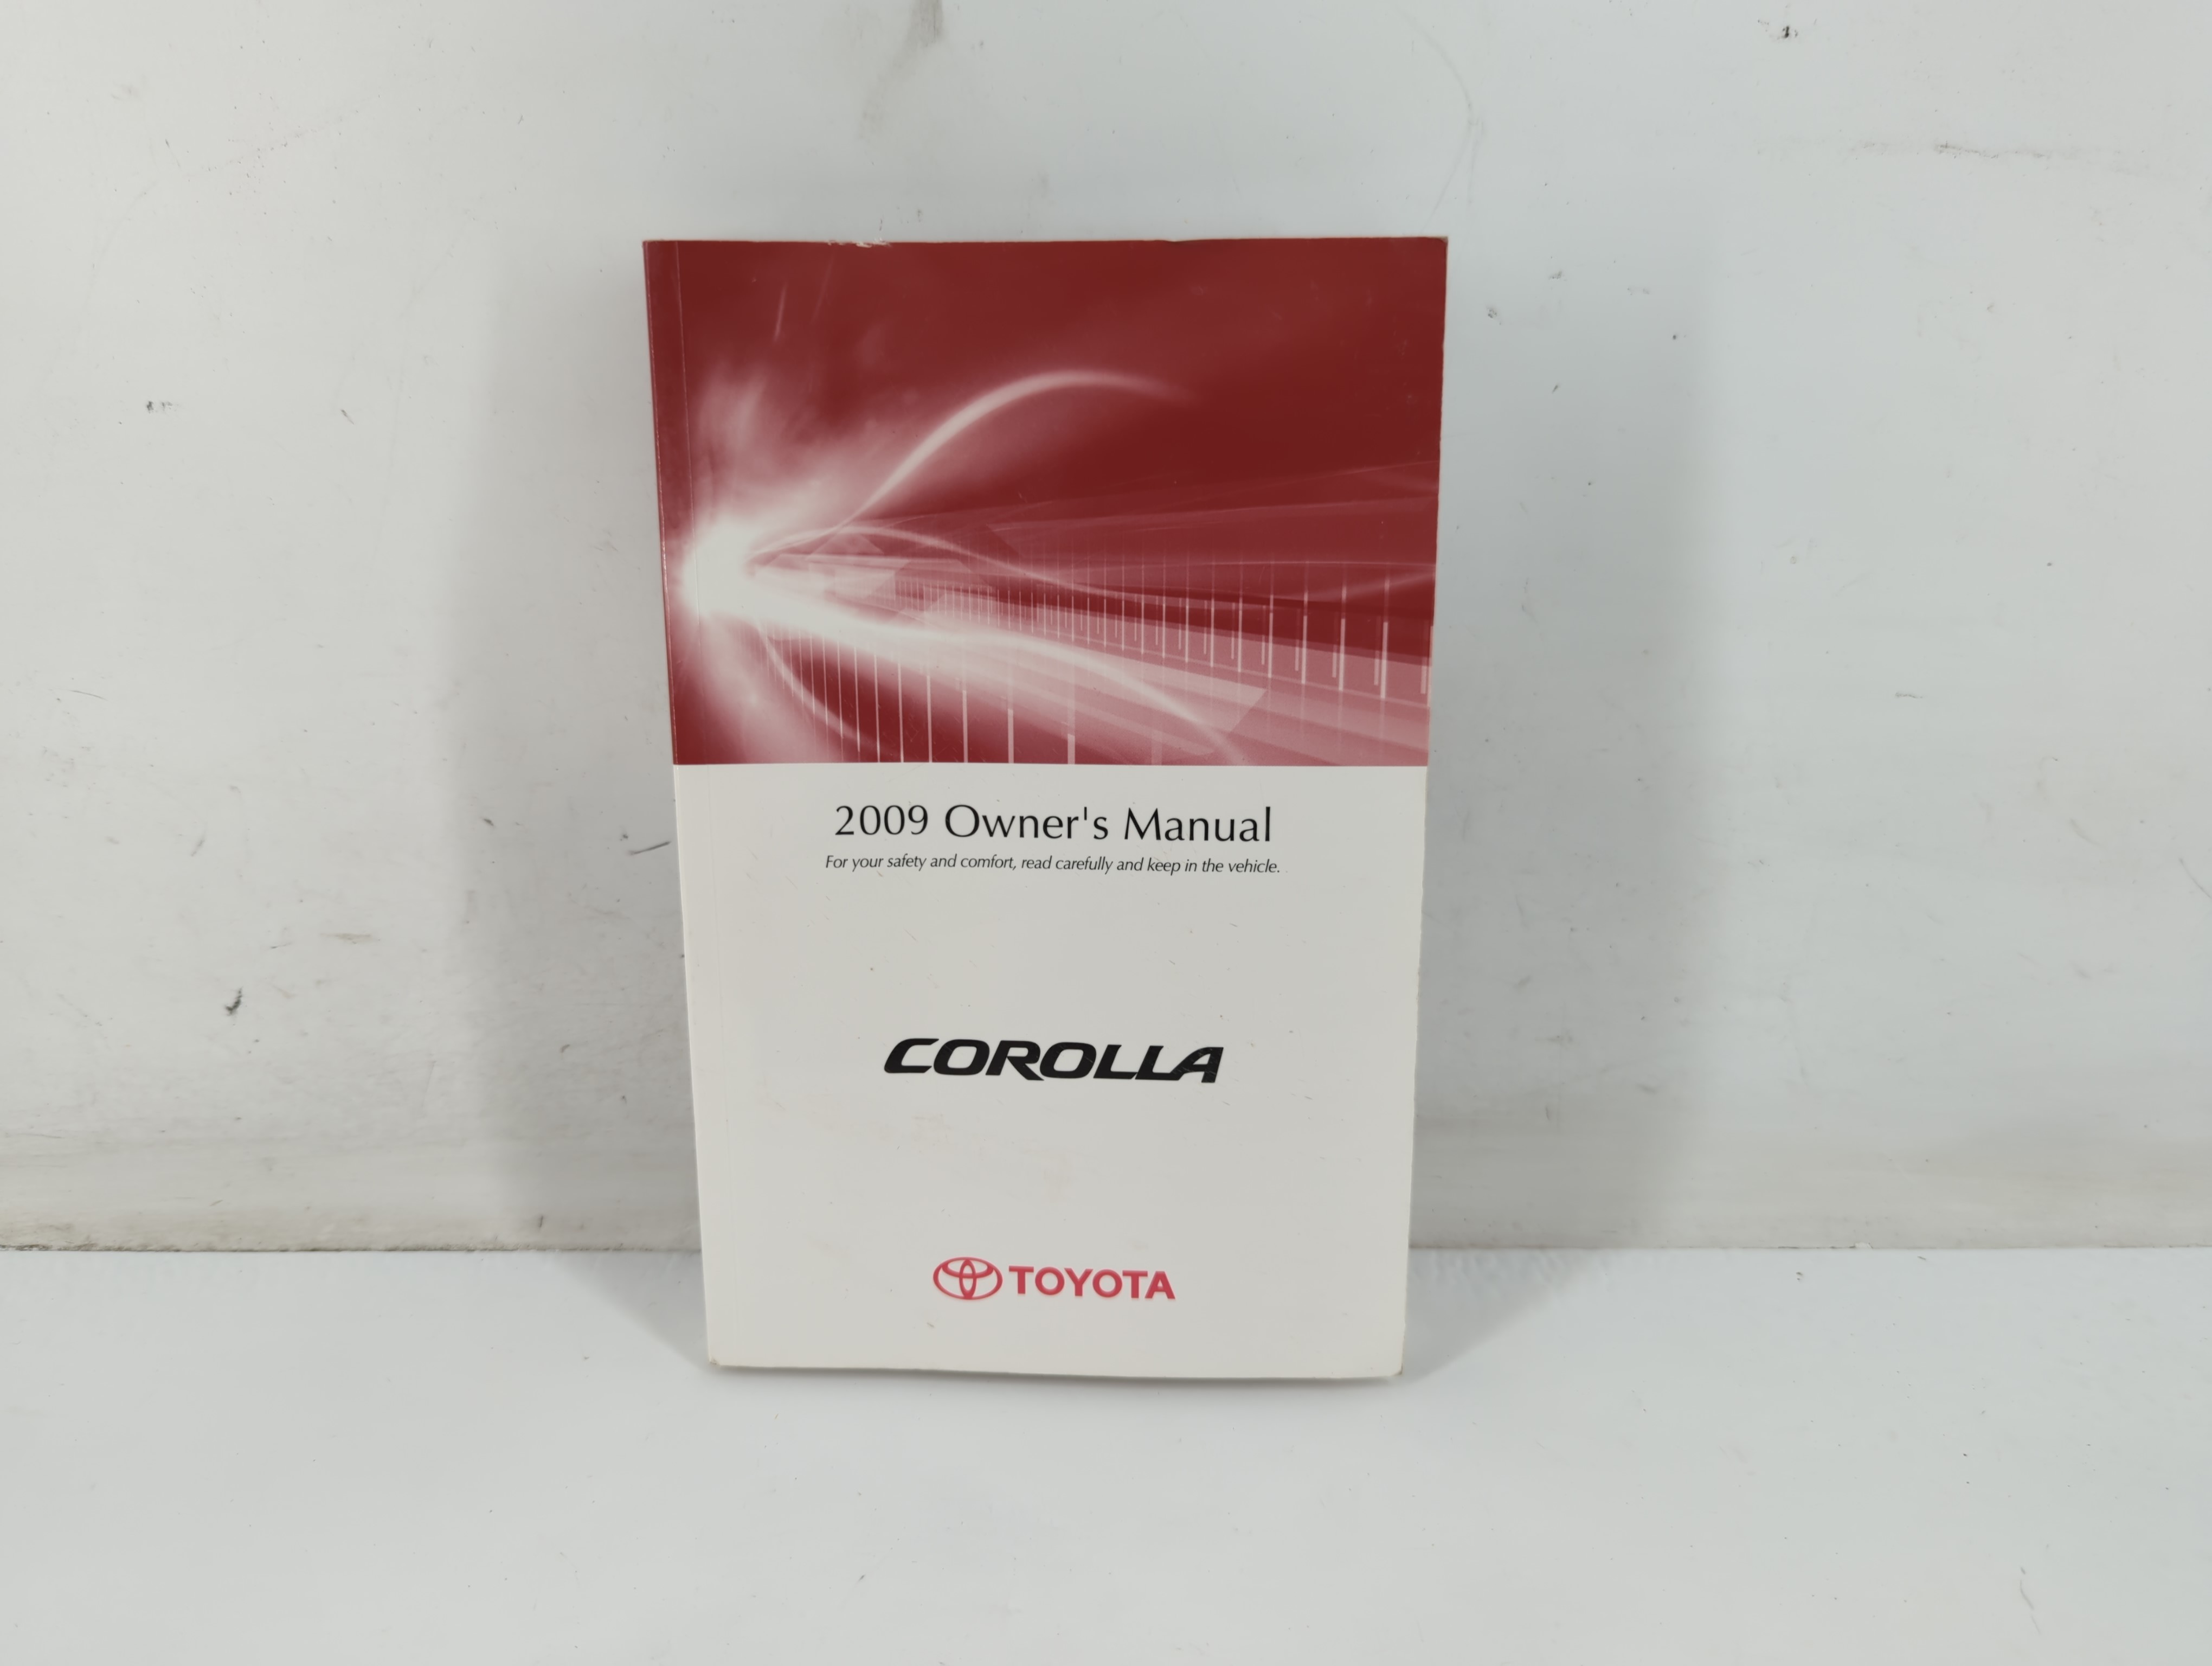 2009 Owner's Manual
For your safety and comfort, read carefully and keep in the vehicle.
COROLLA
TOYOTA